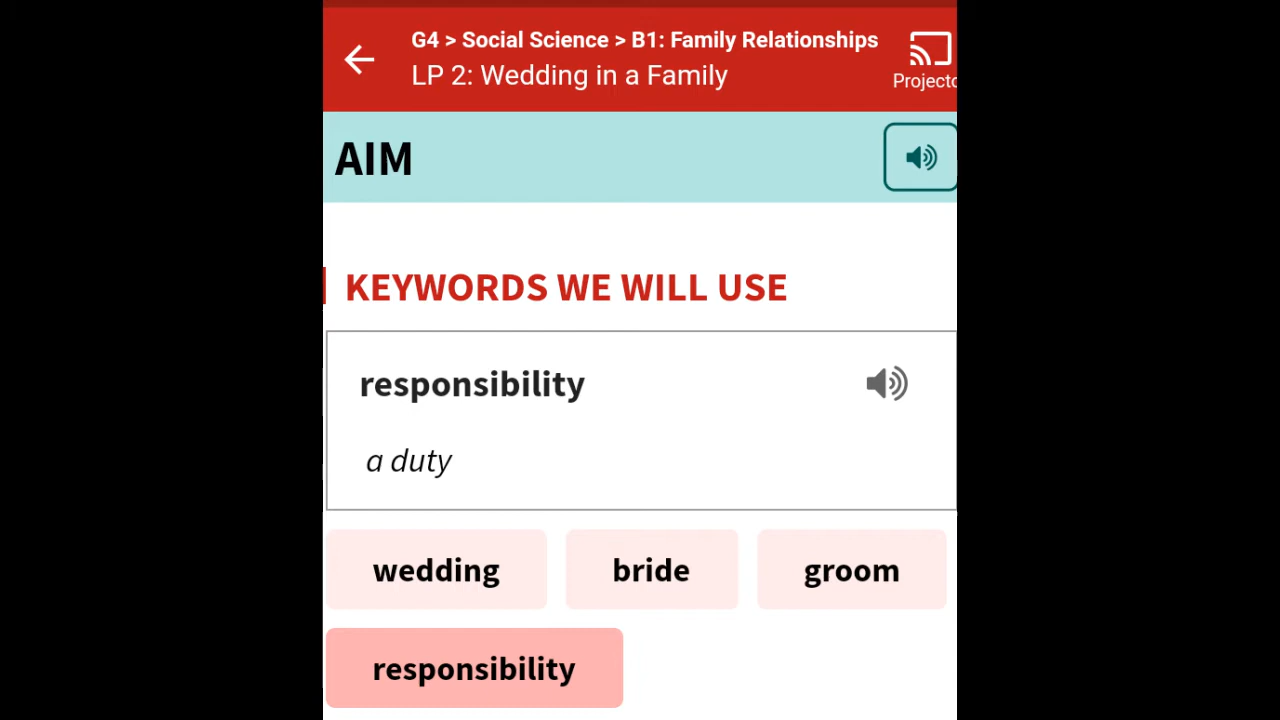 G4 > Social Science > B1: Family Relationships
LP 2: Wedding in a Family
AIM
KEYWORDS WE WILL USE
responsibility
a duty
wedding bride groom
responsibility